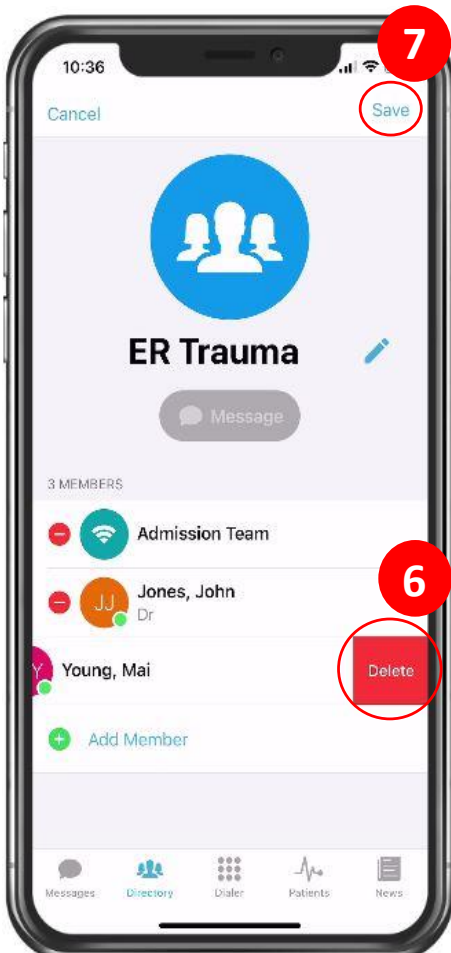 7
10:36
Cancel
Save
ER Trauma
Message
3 MEMBERS
Admission Team
6
JJ
Jones, John
Dr
Y
Young, Mai
Delete
Add Member
Messages
Directory
Dialer
Patients
News